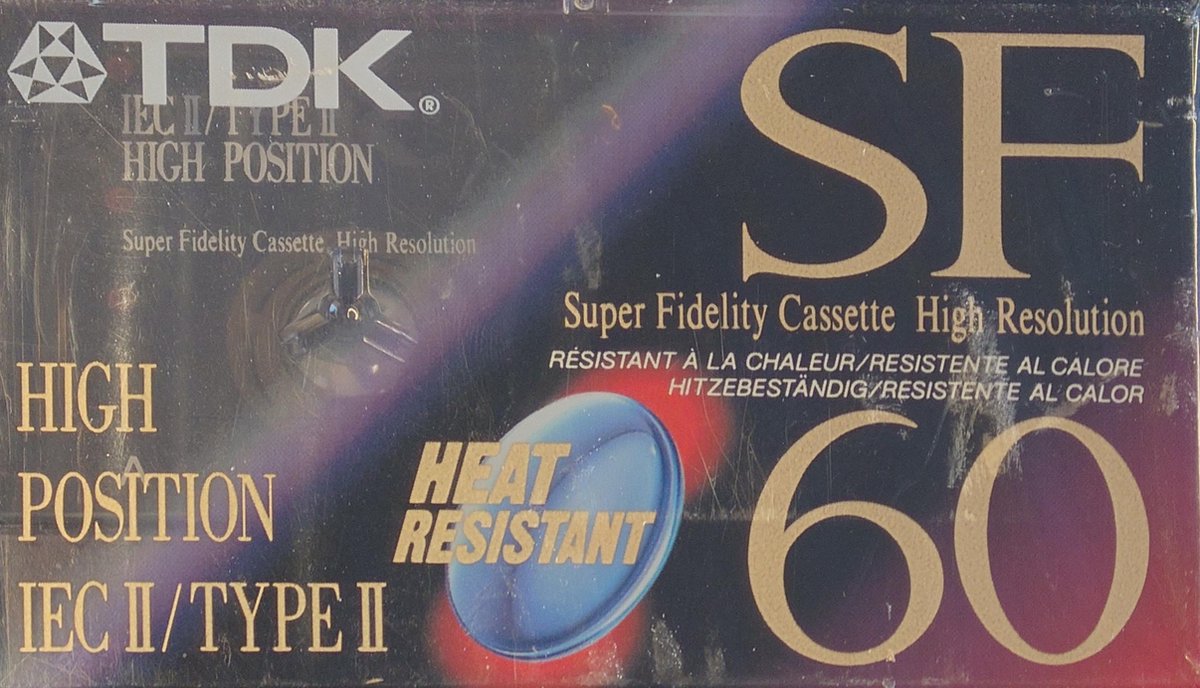 TDK®
IEC II/TYPE II
HIGH POSITION
Super Fidelity Cassette High Resolution
SF
Super Fidelity Cassette High Resolution
RÉSISTANT À LA CHALEUR/RESISTENTE AL CALORE
HITZEBESTÄNDIG/RESISTENTE AL CALOR
HIGH
POSITION
IEC II/TYPE II
HEAT
RESISTANT
60